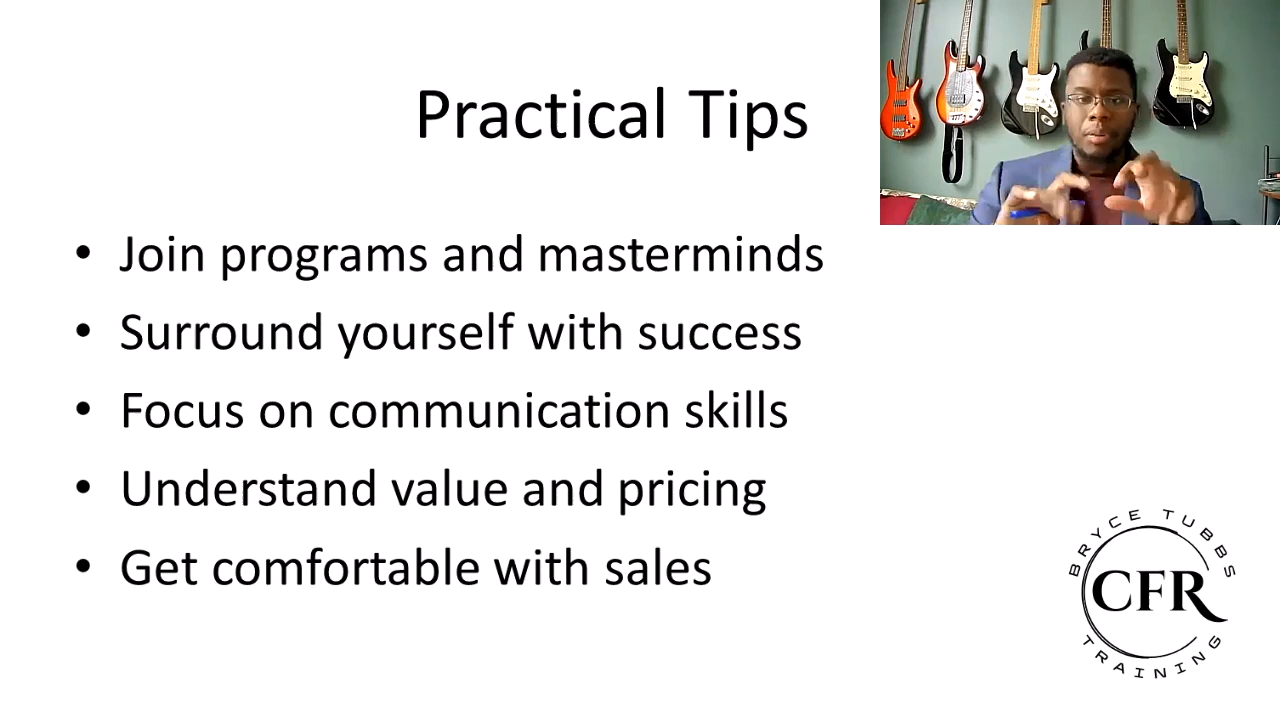 Practical Tips
• Join programs and masterminds
• Surround yourself with success
• Focus on communication skills
• Understand value and pricing
• Get comfortable with sales
BRYCE TUBBS
CFR
TRAINING